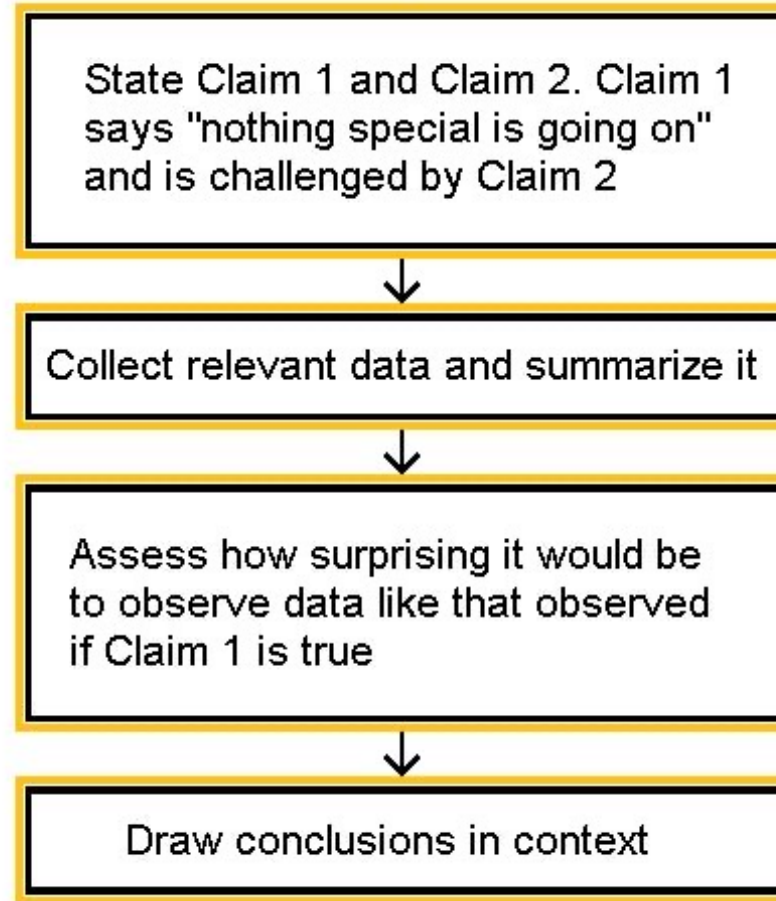 State Claim 1 and Claim 2. Claim 1
says "nothing special is going on"
and is challenged by Claim 2
Collect relevant data and summarize it
Assess how surprising it would be
to observe data like that observed
if Claim 1 is true
Draw conclusions in context